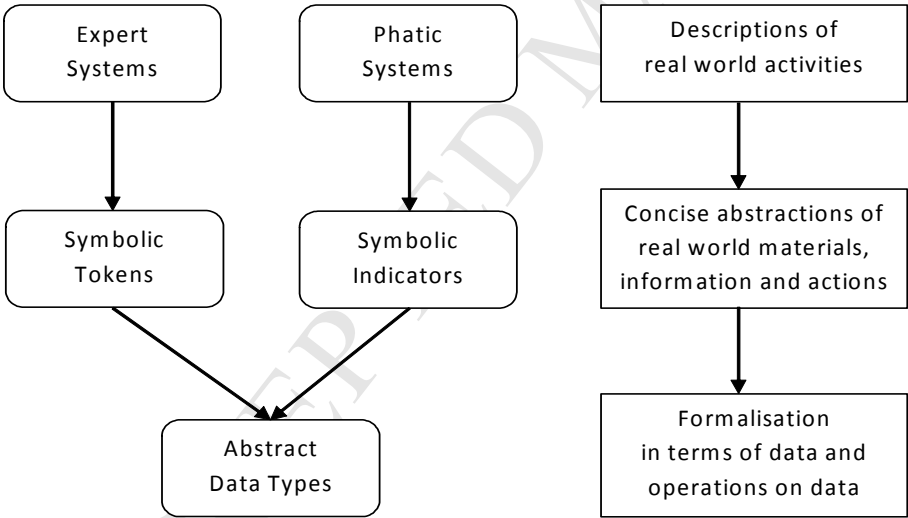 Expert
Systems
Phatic
Systems
Descriptions of
real world activities
Symbolic
Tokens
Symbolic
Indicators
Concise abstractions of
real world materials,
information and actions
Abstract
Data Types
Formalisation
in terms of data and
operations on data